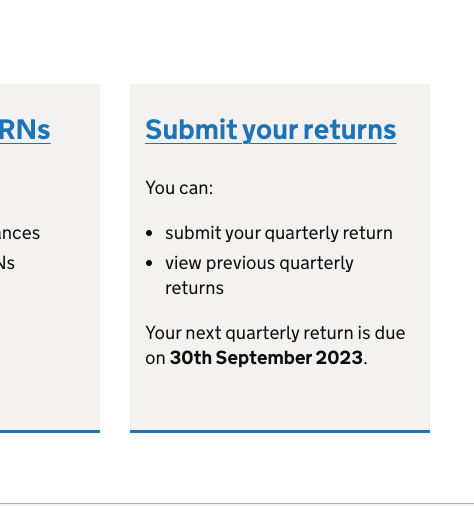 RNs
ances
Ns
Submit your returns
You can:
• submit your quarterly return
• view previous quarterly
returns
Your next quarterly return is due
on 30th September 2023.